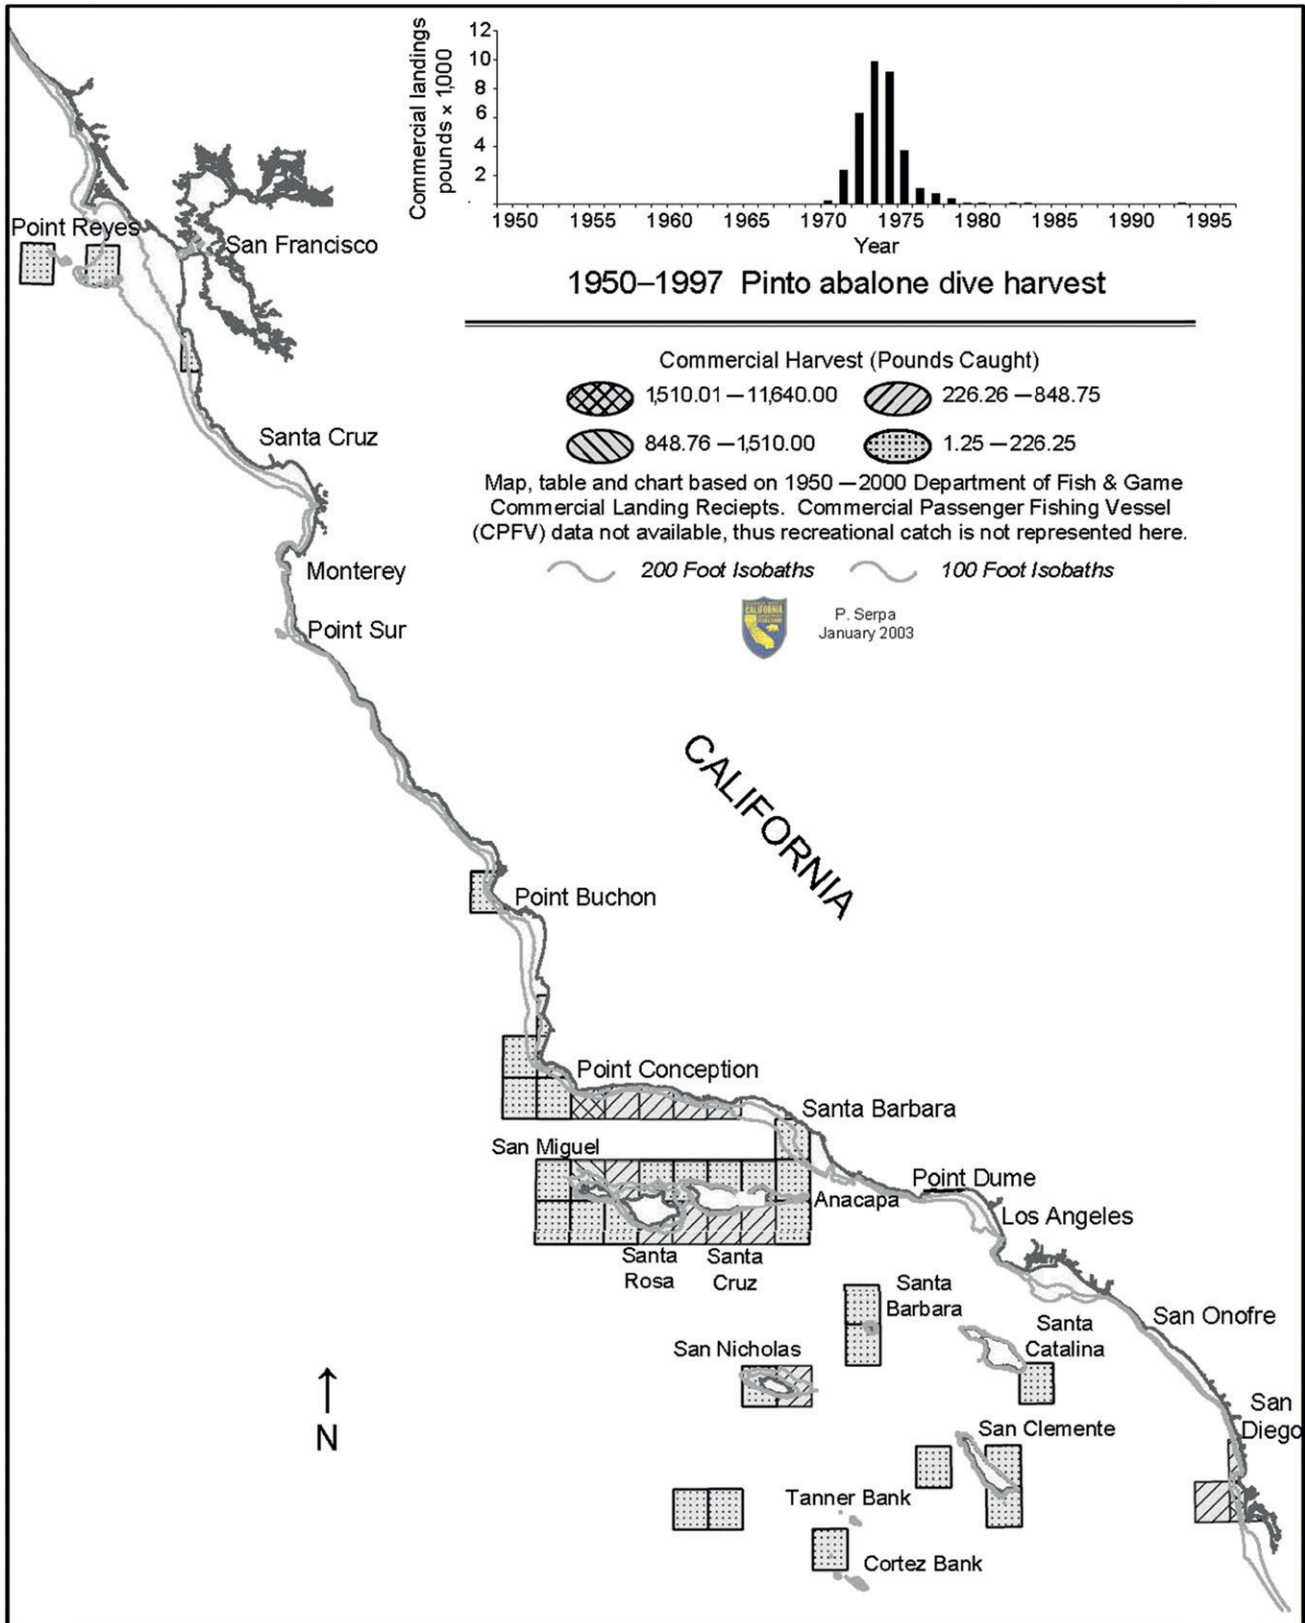 Commercial landings
pounds × 1,000
12
10
8
6
4
2
1950 1955 1960 1965 1970 1975 1980 1985 1990 1995
Year
1950–1997 Pinto abalone dive harvest
Commercial Harvest (Pounds Caught)
1,510.01 — 11,640.00
226.26 — 848.75
848.76 — 1,510.00
1.25 — 226.25
Map, table and chart based on 1950 — 2000 Department of Fish & Game
Commercial Landing Reciepts. Commercial Passenger Fishing Vessel
(CPFV) data not available, thus recreational catch is not represented here.
200 Foot Isobaths
100 Foot Isobaths
CALIFORNIA
P. Serpa
January 2003
Point Reyes
San Francisco
Santa Cruz
Monterey
Point Sur
CALIFORNIA
Point Buchon
Point Conception
Santa Barbara
San Miguel
Point Dume
Anacapa
Los Angeles
Santa
Rosa
Santa
Cruz
Santa
Barbara
San Onofre
Santa
Catalina
San Nicholas
San
Diego
San Clemente
N
Tanner Bank
Cortez Bank